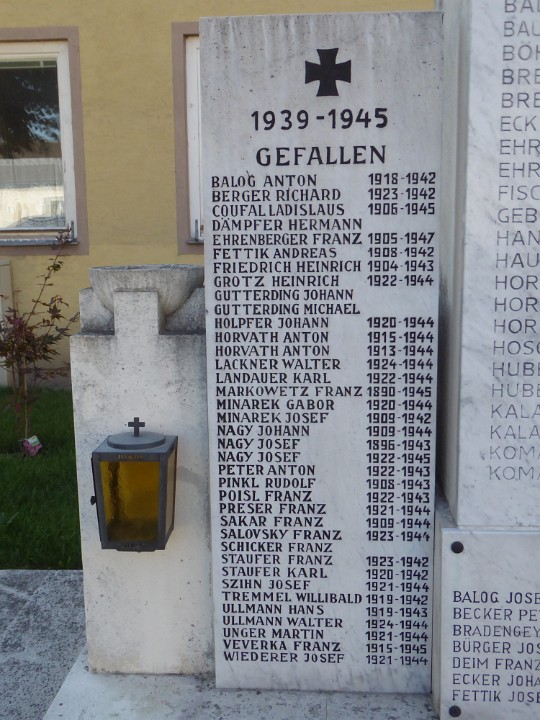 1939-1945
GEFALLEN
BALOG ANTON 1918-1942
BERGER RICHARD 1923-1942
COUFAL LADISLAUS 1906-1945
DÄMPFER HERMANN
EHRENBERGER FRANZ 1905-1947
FETTIK ANDREAS 1908-1942
FRIEDRICH HEINRICH 1904-1943
GROTZ HEINRICH 1922-1944
GUTTERDING JOHANN
GUTTERDING MICHAEL
HOLPFER JOHANN 1920-1944
HORVATH ANTON 1915-1944
HORVATH ANTON 1913-1944
LACKNER WALTER 1924-1944
LANDAUER KARL 1922-1944
MARKOWETZ FRANZ 1890-1945
MINAREK GABOR 1920-1944
MINAREK JOSEF 1909-1942
NAGY JOHANN 1909-1944
NAGY JOSEF 1896-1943
NAGY JOSEF 1922-1945
PETER ANTON 1922-1943
PINKL RUDOLF 1908-1943
POISL FRANZ 1922-1943
PRESER FRANZ 1921-1944
SAKAR FRANZ 1909-1944
SALOVSKY FRANZ 1923-1944
SCHICKER FRANZ
STAUFER FRANZ 1923-1942
STAUFER KARL 1920-1942
SZIHN JOSEF 1921-1944
TREMMEL WILLIBALD 1919-1942
ULLMANN HANS 1919-1943
ULLMANN WALTER 1924-1944
UNGER MARTIN 1921-1944
VEVERKA FRANZ 1915-1945
WIEDERER JOSEF 1921-1944
BAU
BÖH
BRE
BRE
ECK
EHR
EHR
FISC
GEBO
HAN
HAU
HOR
HOR
HOR
HOSC
HUBE
HUBE
KALA
KALA
KOMA
KOMA
BALOG JOSE
BECKER PE
BRADENGEY
BÜRGER JOS
DEIM FRANZ
ECKER JOHA
FETTIK JOS